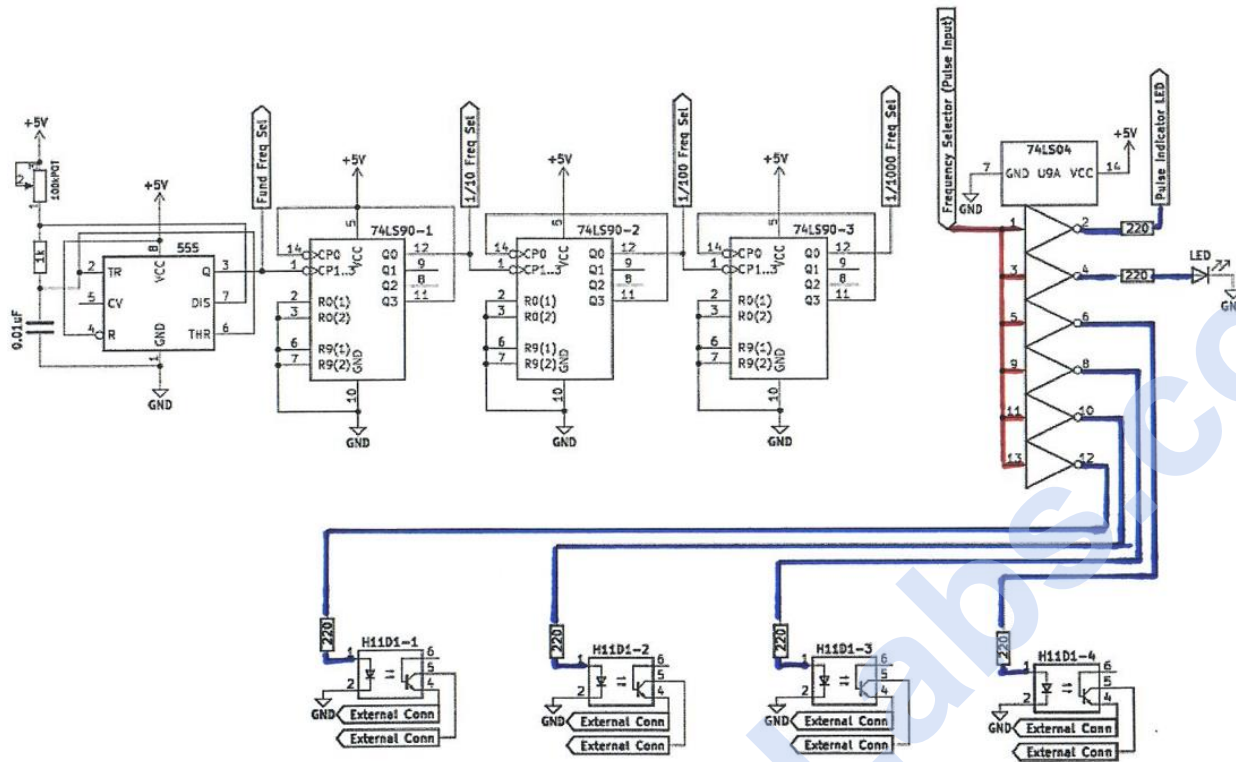 +5V
2
1
100kPOT
1k
0.01uF
+5V
8
VCC
555
2
TR
Q
3
5
CV
DIS
7
4
R
GND
THR
6
1
GND
Fund Freq Sel
+5V
5
VCC
74LS90-1
14
CP0
1
CP1..3
Q0
12
Q1
9
Q2
8
Q3
11
2
R0(1)
3
R0(2)
6
R9(1)
7
R9(2)
GND
10
GND
1/10 Freq Sel
+5V
5
VCC
74LS90-2
14
CP0
1
CP1..3
Q0
12
Q1
9
Q2
8
Q3
11
2
R0(1)
3
R0(2)
6
R9(1)
7
R9(2)
GND
10
GND
1/100 Freq Sel
+5V
5
VCC
74LS90-3
14
CP0
1
CP1..3
Q0
12
Q1
9
Q2
8
Q3
11
2
R0(1)
3
R0(2)
6
R9(1)
7
R9(2)
GND
10
GND
1/1000 Freq Sel
Frequency Selector (Pulse Input)
+5V
74LS04
7
GND U9A VCC
14
GND
Pulse Indicator LED
1
2
220
3
4
220
LED
GN
5
6
9
8
11
10
13
12
220
H11D1-1
1
6
5
2
4
GND
External Conn
External Conn
220
H11D1-2
1
6
5
2
4
GND
External Conn
External Conn
220
H11D1-3
1
6
5
2
4
GND
External Conn
External Conn
220
H11D1-4
1
6
5
2
4
GND
External Conn
External Conn